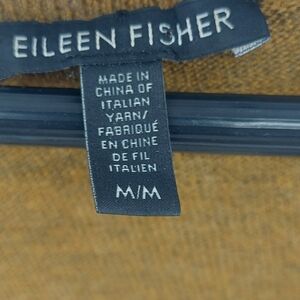 EILEEN FISHER
MADE IN
CHINA OF
ITALIAN
YARN/
FABRIQUÉ
EN CHINE
DE FIL
ITALIEN
M/M